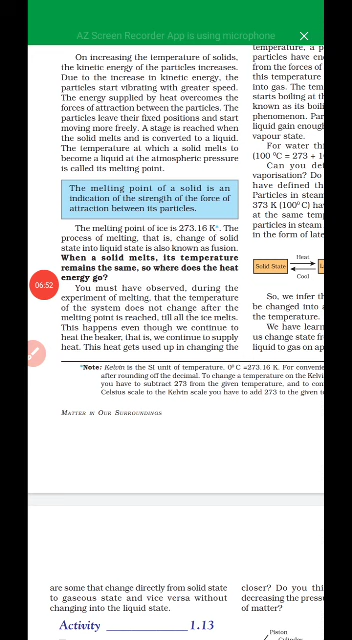 AZ Screen Recorder App is using microphone
On increasing the temperature of solids,
the kinetic energy of the particles increases.
Due to the increase in kinetic energy, the
particles start vibrating with greater speed.
The energy supplied by heat overcomes the
forces of attraction between the particles. The
particles leave their fixed positions and start
moving more freely. A stage is reached when
the solid melts and is converted to a liquid.
The temperature at which a solid melts to
become a liquid at the atmospheric pressure
is called its melting point.
The melting point of a solid is an
indication of the strength of the force of
attraction between its particles.
The melting point of ice is 273.16 K*. The
process of melting, that is, change of solid
state into liquid state is also known as fusion.
When a solid melts, its temperature
remains the same, so where does the heat
energy go?
06:52
You must have observed, during the
experiment of melting, that the temperature
of the system does not change after the
melting point is reached, till all the ice melts.
This happens even though we continue to
heat the beaker, that is, we continue to supply
heat. This heat gets used up in changing the
temperature, a p
particles have en
from the forces of
this temperature
into gas. The tem
starts boiling at th
known as its boili
phenomenon. Par
liquid gain enough
vapour state.
For water thi
(100 °C = 273 + 10
Can you def
vaporisation? Do
have defined th
Particles in steam
373 K (100°C) hav
at the same temp
particles in steam
in the form of late
Solid State
Heat
Cool
So, we infer th
be changed into a
the temperature.
We have learn
us change state fr
liquid to gas on ap
*Note: Kelvin is the SI unit of temperature, 0° C =273.16 K. For convenie
after rounding off the decimal. To change a temperature on the Kelvi
you have to subtract 273 from the given temperature, and to con
Celsius scale to the Kelvin scale you have to add 273 to the given t
MATTER IN OUR SURROUNDINGS
are some that change directly from solid state
to gaseous state and vice versa without
changing into the liquid state.
Activity ______________ 1.13
closer? Do you thi
decreasing the press
of matter?
Piston
Cylinder